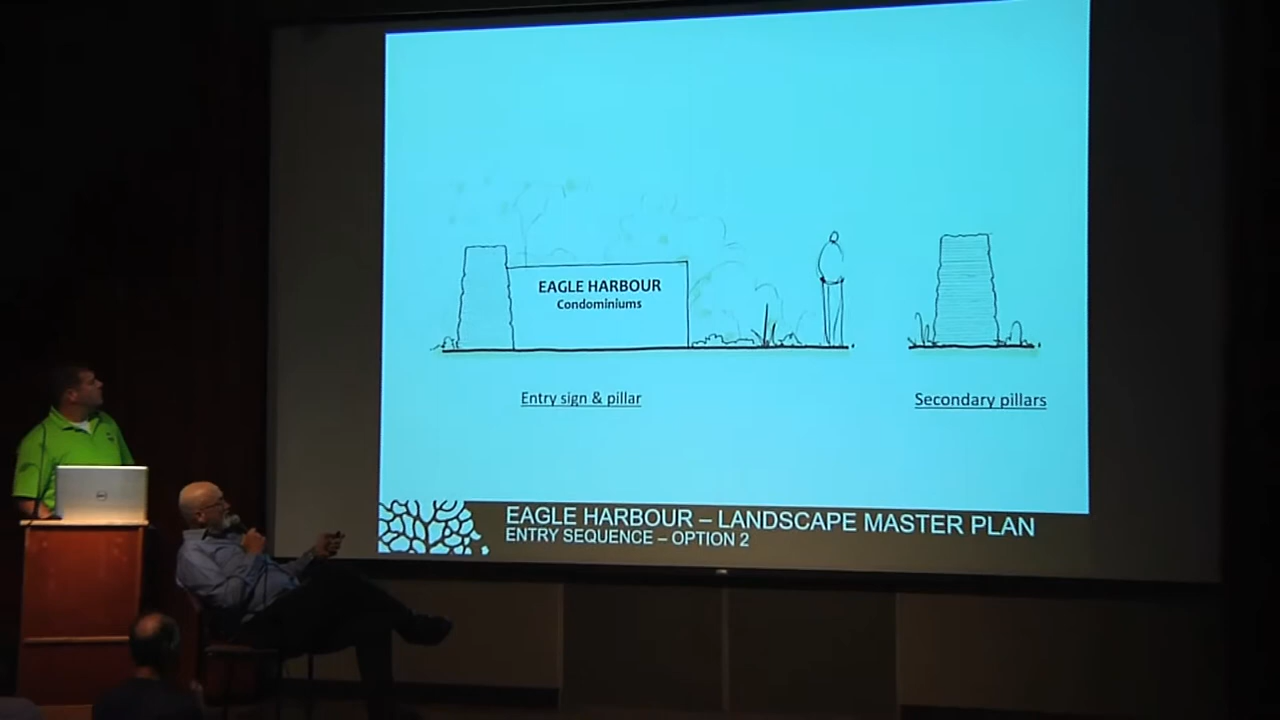 EAGLE HARBOUR
Condominiums
Entry sign & pillar
Secondary pillars
EAGLE HARBOUR – LANDSCAPE MASTER PLAN
ENTRY SEQUENCE – OPTION 2